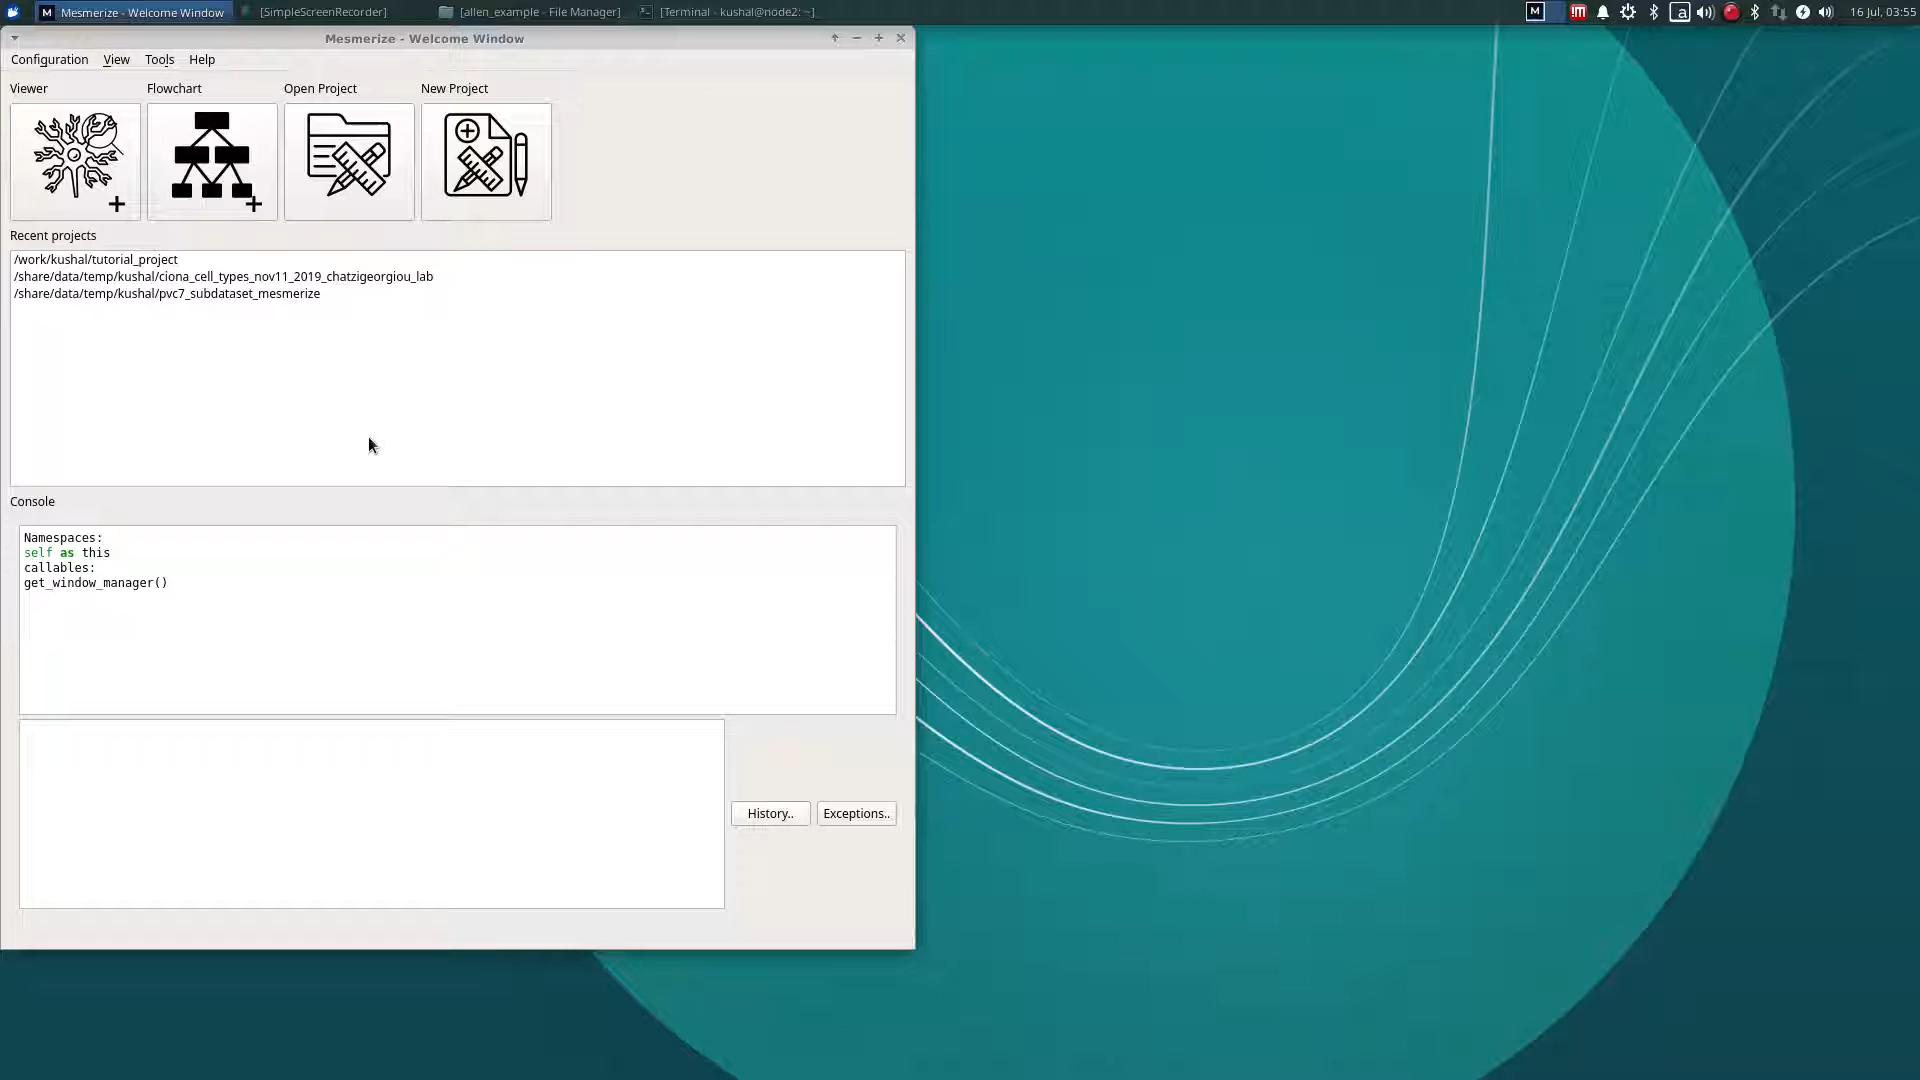 Mesmerize - Welcome Window [SimpleScreenRecorder] [allen_example - File Manager] [Terminal - kushal@node2: ~] 16 Jul, 03:55
Mesmerize - Welcome Window
Configuration View Tools Help
Viewer Flowchart Open Project New Project
Recent projects
/work/kushal/tutorial_project
/share/data/temp/kushal/ciona_cell_types_nov11_2019_chatzigeorgiou_lab
/share/data/temp/kushal/pvc7_subdataset_mesmerize
Console
Namespaces:
self as this
callables:
get_window_manager()
History.. Exceptions..